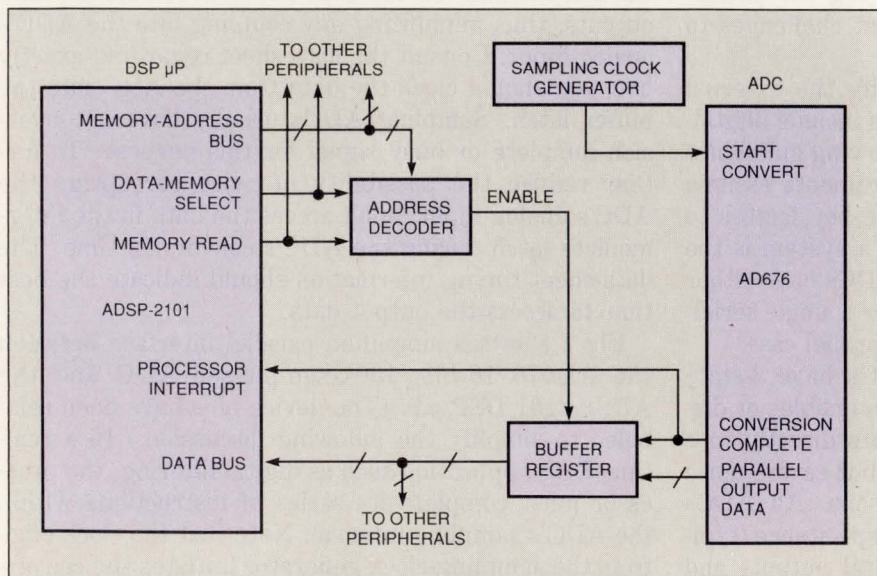 TO OTHER
PERIPHERALS
DSP µP
SAMPLING CLOCK
GENERATOR
ADC
MEMORY-ADDRESS
BUS
START
CONVERT
DATA-MEMORY
SELECT
ADDRESS
DECODER
ENABLE
MEMORY READ
AD676
ADSP-2101
PROCESSOR
INTERRUPT
BUFFER
REGISTER
CONVERSION
COMPLETE
DATA BUS
PARALLEL
OUTPUT
DATA
TO OTHER
PERIPHERALS